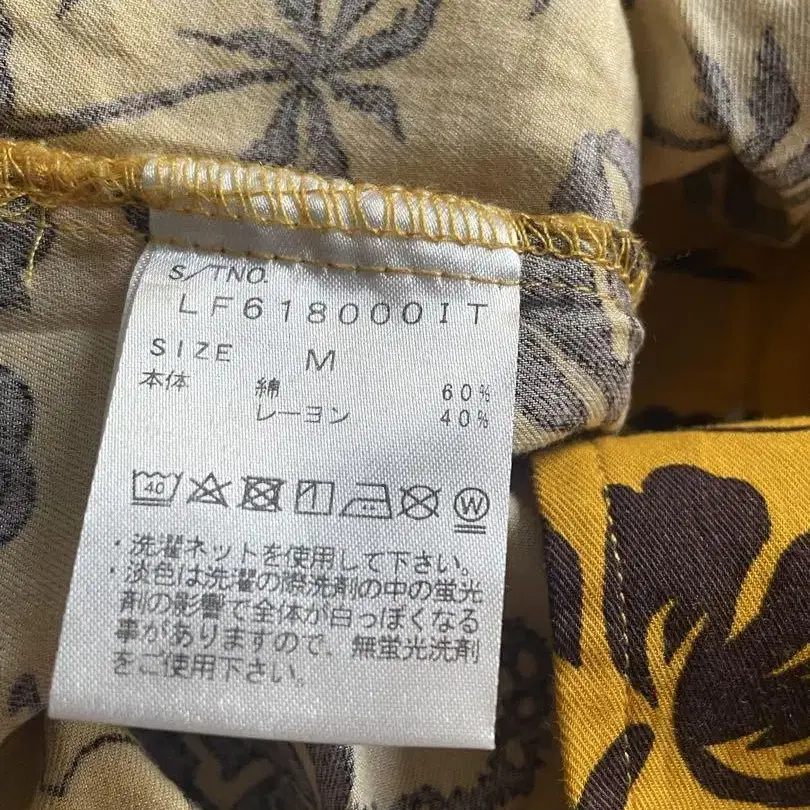 S/TNO.
LF618000IT
SIZE M
本体 綿 60%
レーヨン 40%
40 W
・洗濯ネットを使用して下さい。
・淡色は洗濯の際洗剤の中の蛍光
剤の影響で全体が白っぽくなる
事がありますので、無蛍光洗剤
をご使用下さい。